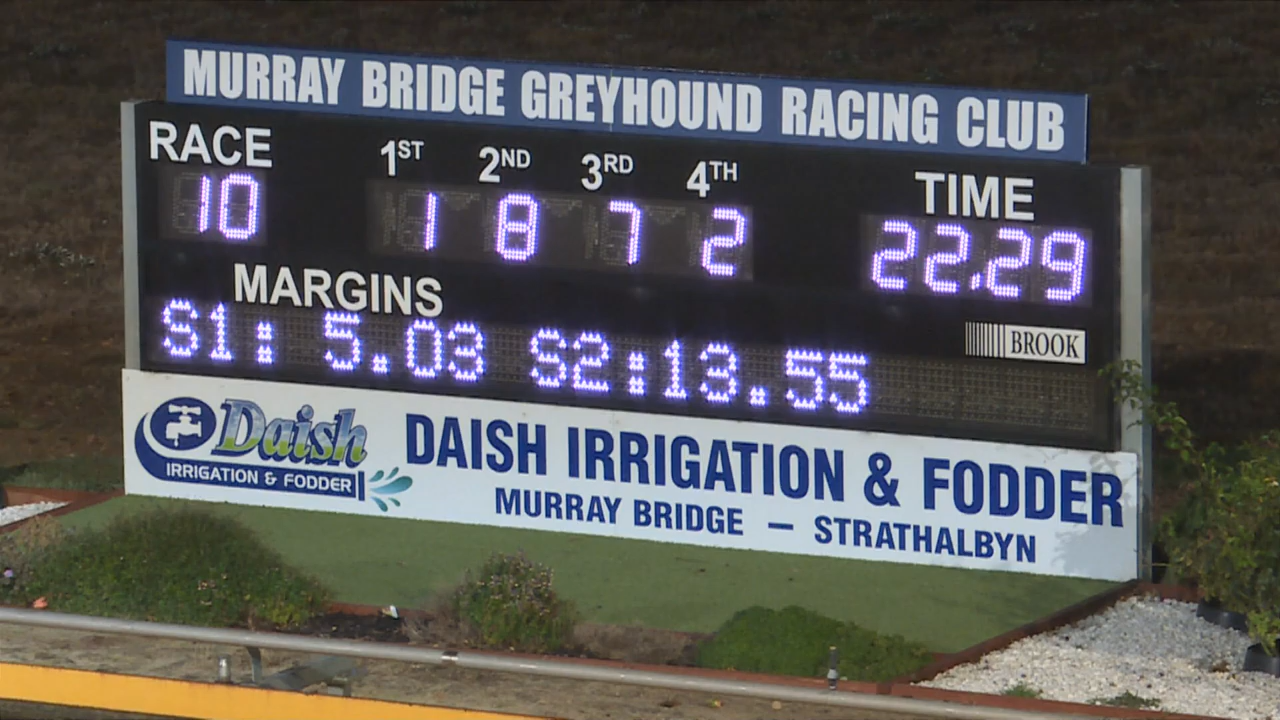 MURRAY BRIDGE GREYHOUND RACING CLUB
RACE 1ST 2ND 3RD 4TH TIME
10 1 8 7 2 22.29
MARGINS
S1: 5.03 S2:13.55
BROOK
Daish
IRRIGATION & FODDER
DAISH IRRIGATION & FODDER
MURRAY BRIDGE — STRATHALBYN